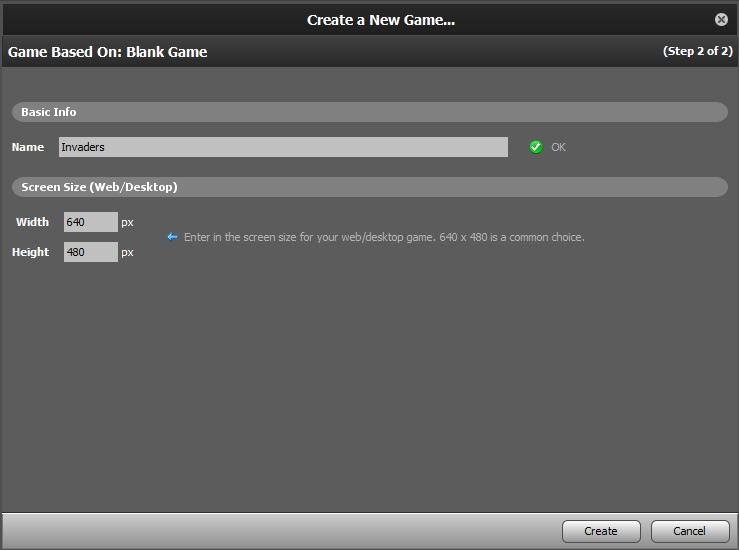 Create a New Game...
Game Based On: Blank Game (Step 2 of 2)
Basic Info
Name Invaders OK
Screen Size (Web/Desktop)
Width 640 px
Enter in the screen size for your web/desktop game. 640 x 480 is a common choice.
Height 480 px
Create Cancel